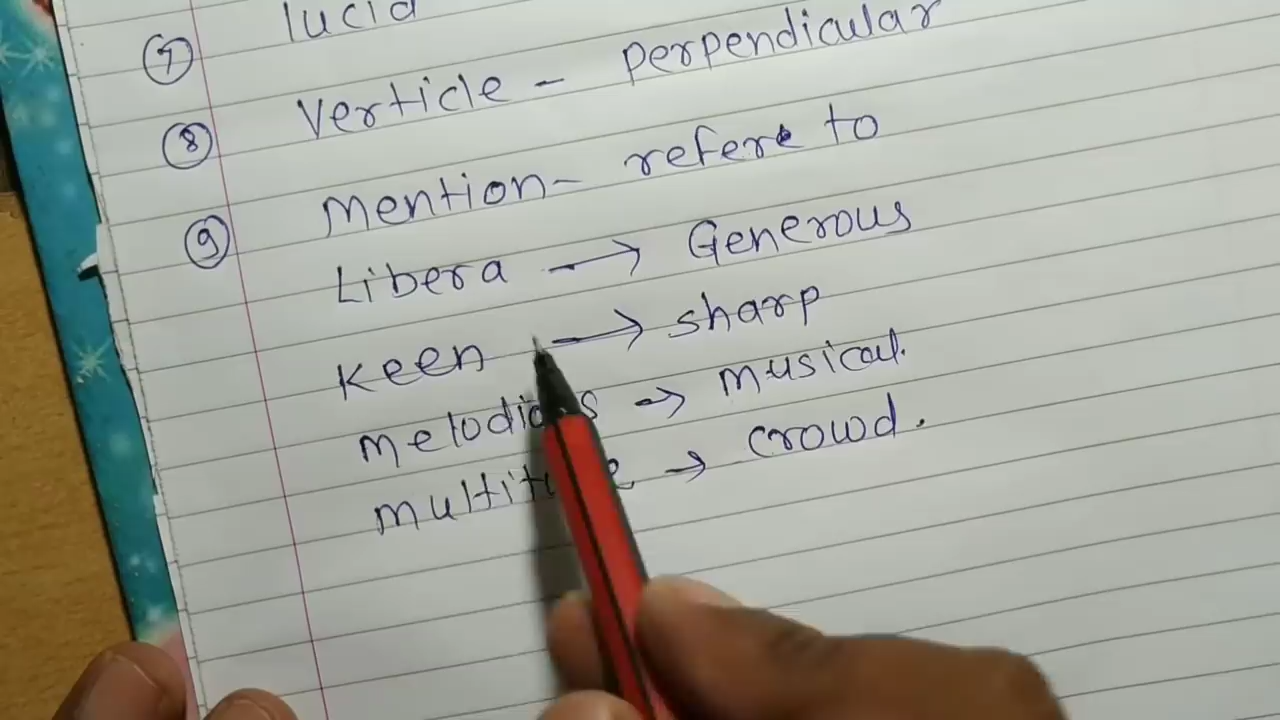 ⑦ lucid
⑧ Verticle - perpendicular
⑨ Mention - refere to
Libera → Generous
Keen → sharp
→ musical.
→ crowd.